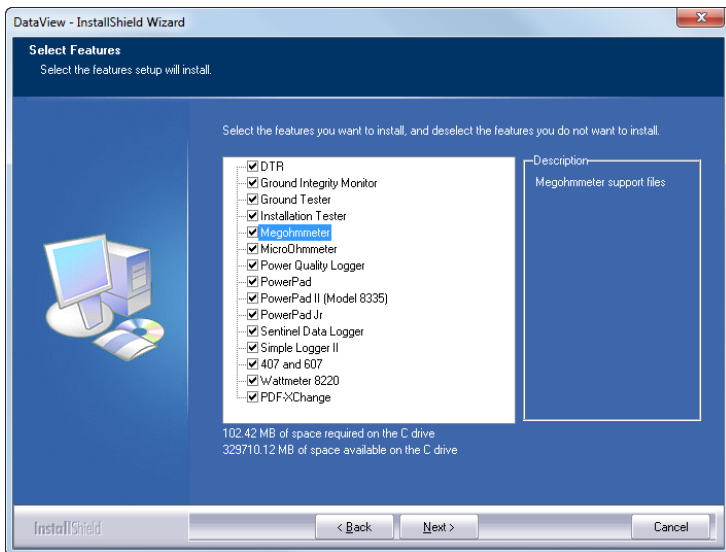 DataView - InstallShield Wizard
Select Features
Select the features setup will install.
Select the features you want to install, and deselect the features you do not want to install.
DTR
Ground Integrity Monitor
Ground Tester
Installation Tester
Megohmmeter
MicroOhmmeter
Power Quality Logger
PowerPad
PowerPad II (Model 8335)
PowerPad Jr
Sentinel Data Logger
Simple Logger II
407 and 607
Wattmeter 8220
PDF-XChange
Description
Megohmmeter support files
102.42 MB of space required on the C drive
329710.12 MB of space available on the C drive
InstallShield
< Back
Next >
Cancel